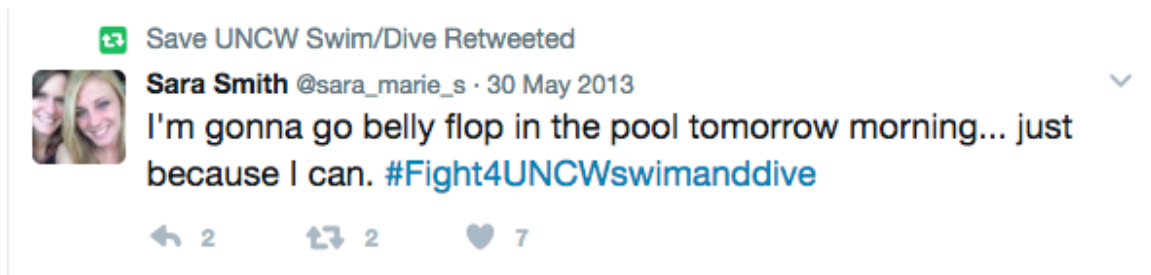 Save UNCW Swim/Dive Retweeted
Sara Smith @sara_marie_s · 30 May 2013
I'm gonna go belly flop in the pool tomorrow morning... just
because I can. #Fight4UNCWswimanddive
2 2 7